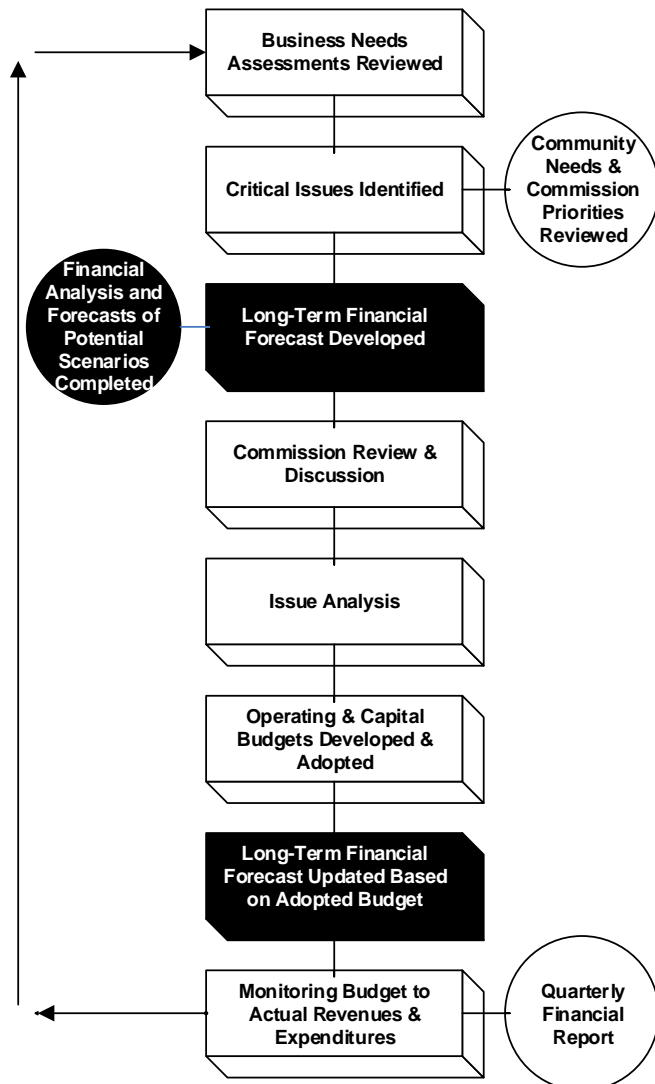 Business Needs
Assessments Reviewed
Critical Issues Identified
Community
Needs &
Commission
Priorities
Reviewed
Financial
Analysis and
Forecasts of
Potential
Scenarios
Completed
Long-Term Financial
Forecast Developed
Commission Review &
Discussion
Issue Analysis
Operating & Capital
Budgets Developed &
Adopted
Long-Term Financial
Forecast Updated Based
on Adopted Budget
Monitoring Budget to
Actual Revenues &
Expenditures
Quarterly
Financial
Report